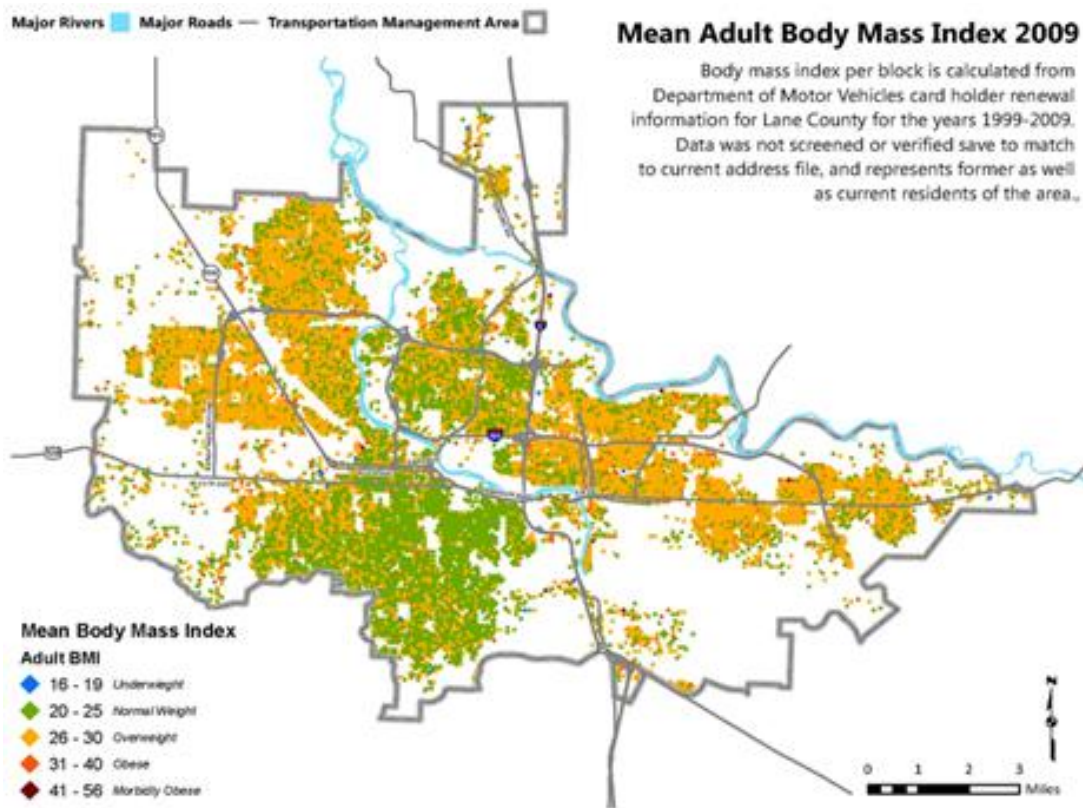 Major Rivers Major Roads Transportation Management Area
Mean Adult Body Mass Index 2009
Body mass index per block is calculated from
Department of Motor Vehicles card holder renewal
information for Lane County for the years 1999-2009.
Data was not screened or verified save to match
to current address file, and represents former as well
as current residents of the area..
Mean Body Mass Index
Adult BMI
16 - 19 Underwieght
20 - 25 Normal Weight
26 - 30 Overweight
31 - 40 Obese
41 - 56 Morbidly Obese
N
0 1 2 3
Miles